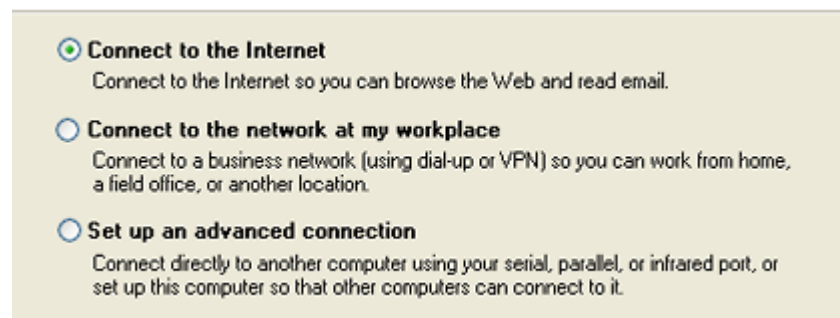 Connect to the Internet
Connect to the Internet so you can browse the Web and read email.
Connect to the network at my workplace
Connect to a business network (using dial-up or VPN) so you can work from home,
a field office, or another location.
Set up an advanced connection
Connect directly to another computer using your serial, parallel, or infrared port, or
set up this computer so that other computers can connect to it.